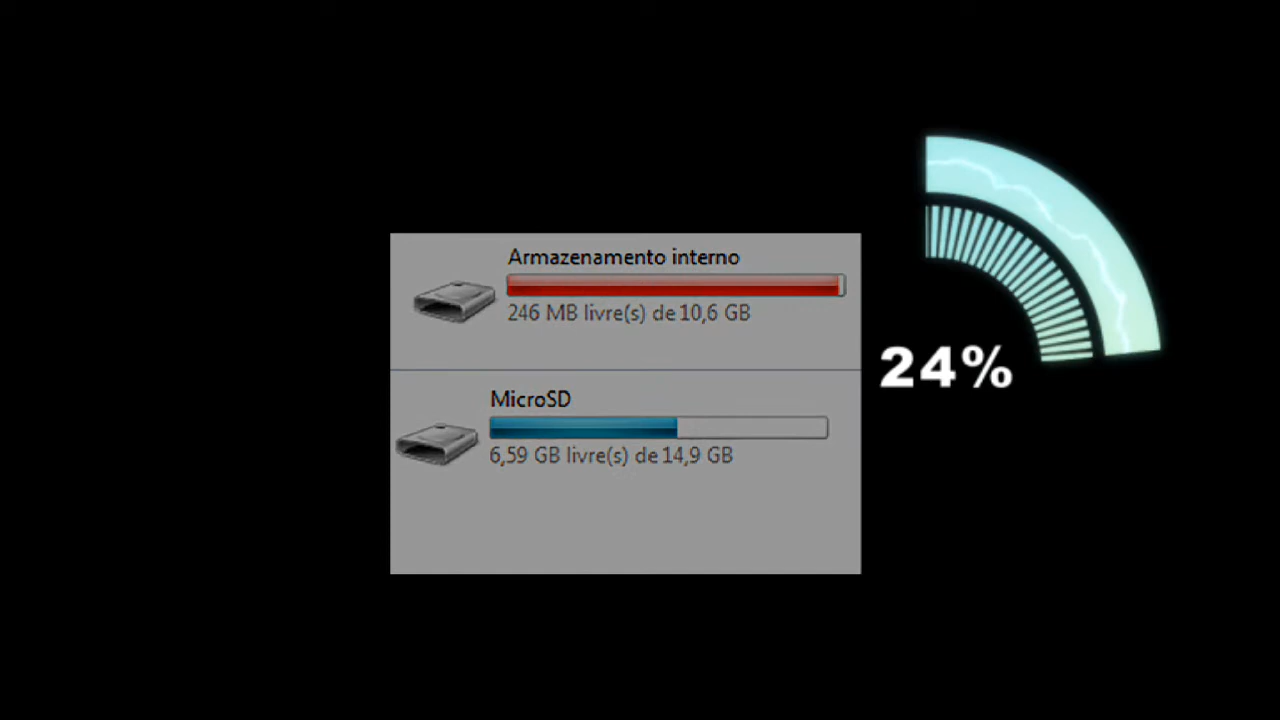 Armazenamento interno
246 MB livre(s) de 10,6 GB
24%
MicroSD
6,59 GB livre(s) de 14,9 GB